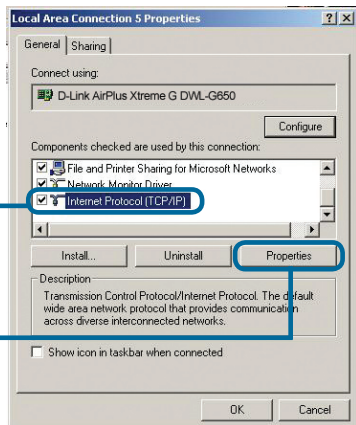 Local Area Connection 5 Properties
General
Sharing
Connect using:
D-Link AirPlus Xtreme G DWL-G650
Configure
Components checked are used by this connection:
File and Printer Sharing for Microsoft Networks
Network Monitor Driver
Internet Protocol (TCP/IP)
Install...
Uninstall
Properties
Description
Transmission Control Protocol/Internet Protocol. The default
wide area network protocol that provides communication
across diverse interconnected networks.
Show icon in taskbar when connected
OK
Cancel